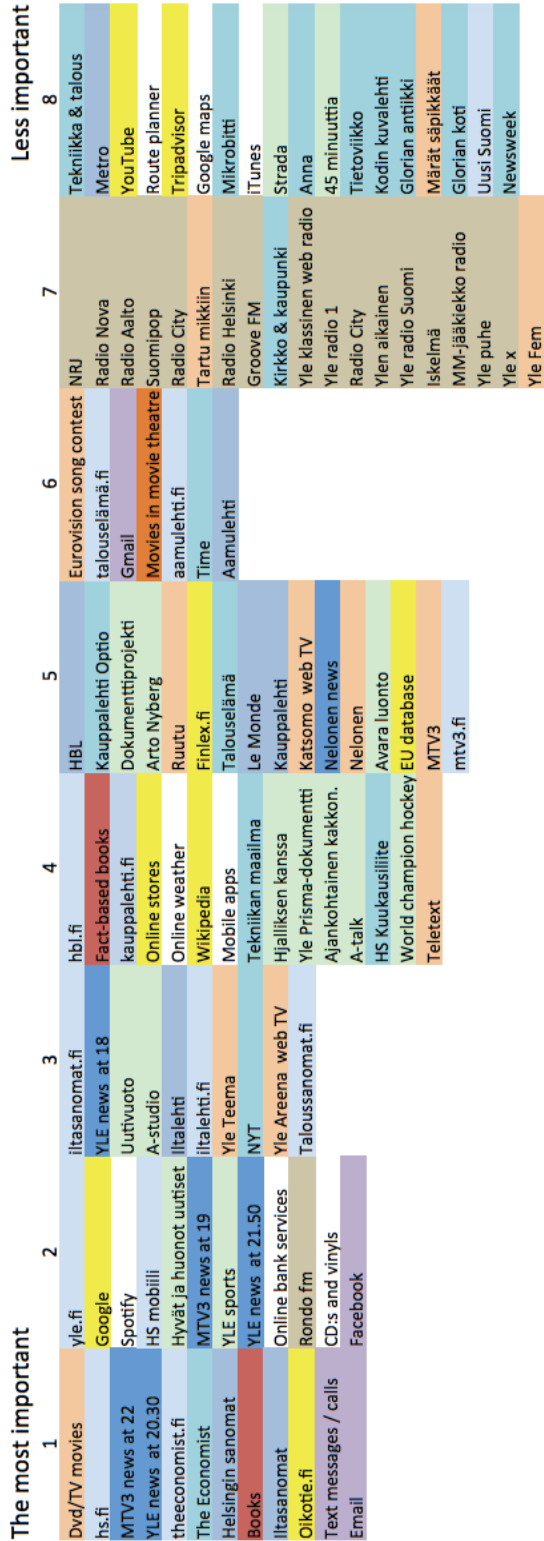 The most important
Less important
1
Dvd/TV movies
hs.fi
MTV3 news at 22
YLE news at 20.30
theeconomist.fi
The Economist
Helsingin sanomat
Books
Iltasanomat
Oikotie.fi
Text messages / calls
Email
2
yle.fi
Google
Spotify
HS mobiili
Hyvät ja huonot uutiset
MTV3 news at 19
YLE sports
YLE news at 21.50
Online bank services
Rondo fm
CD:s and vinyls
Facebook
3
iltasanomat.fi
YLE news at 18
Uutivuoto
A-studio
Iltalehti
iltalehti.fi
Yle Teema
NYT
Yle Areena web TV
Taloussanomat.fi
4
hbl.fi
Fact-based books
kauppalehti.fi
Online stores
Online weather
Wikipedia
Mobile apps
Tekniikan maailma
Hjalliksen kanssa
Yle Prisma-dokumentti
Ajankohtainen kakkon.
A-talk
HS Kuukausiliite
World champion hockey
Teletext
5
HBL
Kauppalehti Optio
Dokumenttiprojekti
Arto Nyberg
Ruutu
Finlex.fi
Talouselämä
Le Monde
Kauppalehti
Katsomo web TV
Nelonen news
Nelonen
Avara luonto
EU database
MTV3
mtv3.fi
6
Eurovision song contest
talouselämä.fi
Gmail
Movies in movie theatre
aamulehti.fi
Time
Aamulehti
7
NRJ
Radio Nova
Radio Aalto
Suomipop
Radio City
Tartu mikkiin
Radio Helsinki
Groove FM
Kirkko & kaupunki
Yle klassinen web radio
Yle radio 1
Radio City
Ylen aikainen
Yle radio Suomi
Iskelmä
MM-jääkiekko radio
Yle puhe
Yle x
Yle Fem
8
Tekniikka & talous
Metro
YouTube
Route planner
Tripadvisor
Google maps
Mikrobitti
iTunes
Strada
Anna
45 minuuttia
Tietoviikko
Kodin kuvalehti
Glorian antiikki
Märät säpikkäät
Glorian koti
Uusi Suomi
Newsweek